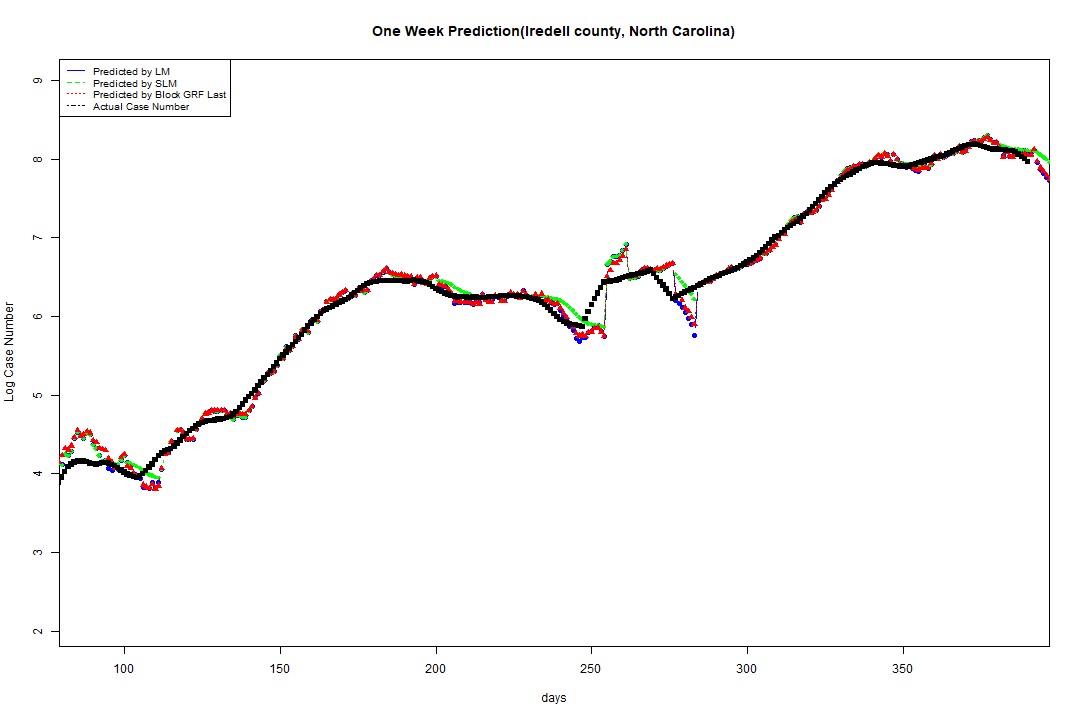 One Week Prediction(Iredell county, North Carolina)
Predicted by LM
Predicted by SLM
Predicted by Block GRF Last
Actual Case Number
Log Case Number
9
8
7
6
5
4
3
2
100 150 200 250 300 350
days